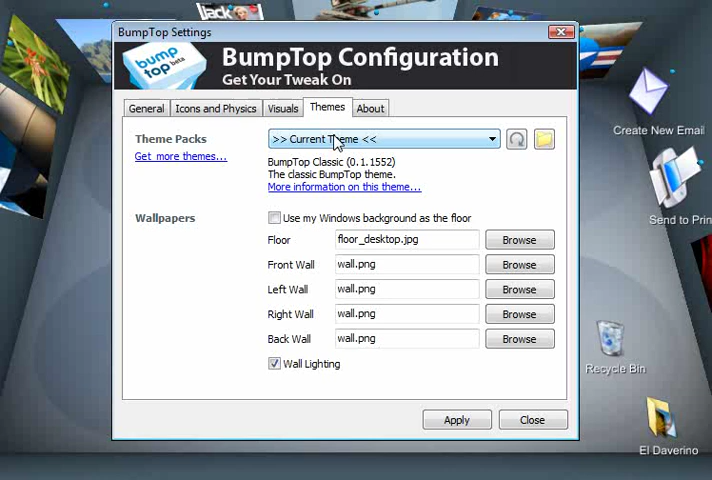 BumpTop Settings
bump top beta
BumpTop Configuration
Get Your Tweak On
General Icons and Physics Visuals Themes About
Theme Packs >> Current Theme <<
Get more themes...
BumpTop Classic (0.1.1552)
The classic BumpTop theme.
More information on this theme...
Wallpapers Use my Windows background as the floor
Floor floor_desktop.jpg Browse
Front Wall wall.png Browse
Left Wall wall.png Browse
Right Wall wall.png Browse
Back Wall wall.png Browse
Wall Lighting
Apply Close
Create New Email
Send to Prin
Recycle Bin
El Daverino